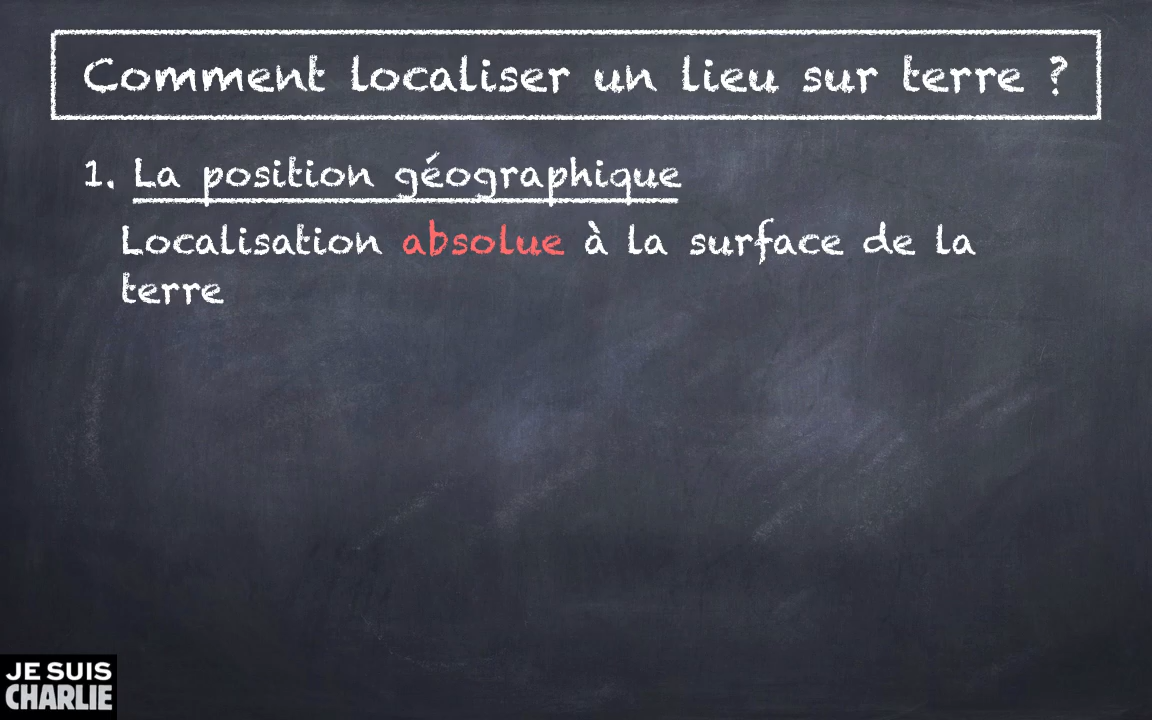 Comment localiser un lieu sur terre ?
1. La position géographique
Localisation absolue à la surface de la
terre
JE SUIS
CHARLIE